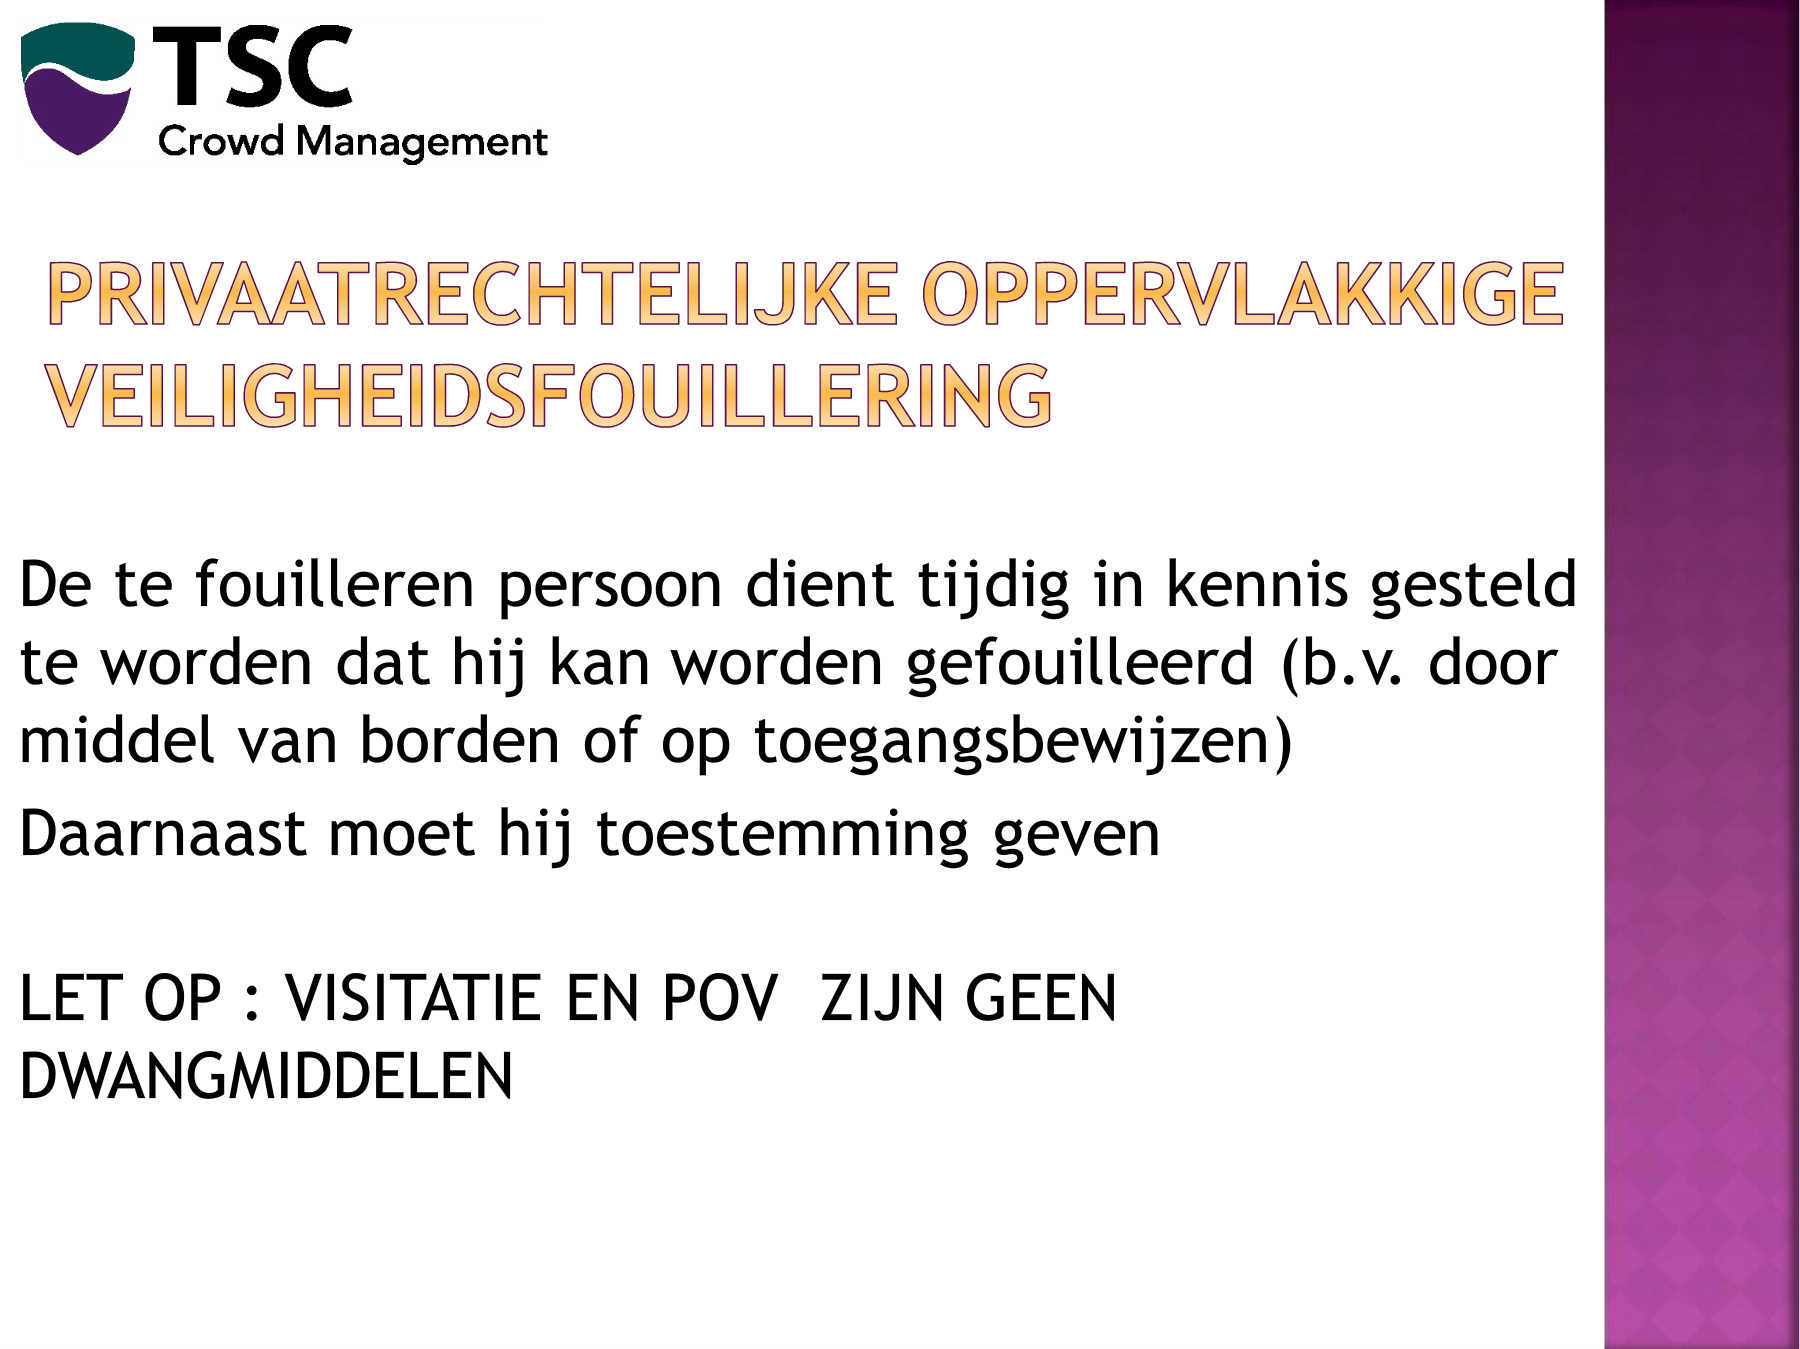 TSC
Crowd Management
PRIVAATRECHTELIJKE OPPERVLAKKIGE
VEILIGHEIDSFOUILLERING
De te fouilleren persoon dient tijdig in kennis gesteld
te worden dat hij kan worden gefouilleerd (b.v. door
middel van borden of op toegangsbewijzen)
Daarnaast moet hij toestemming geven
LET OP : VISITATIE EN POV  ZIJN GEEN
DWANGMIDDELEN